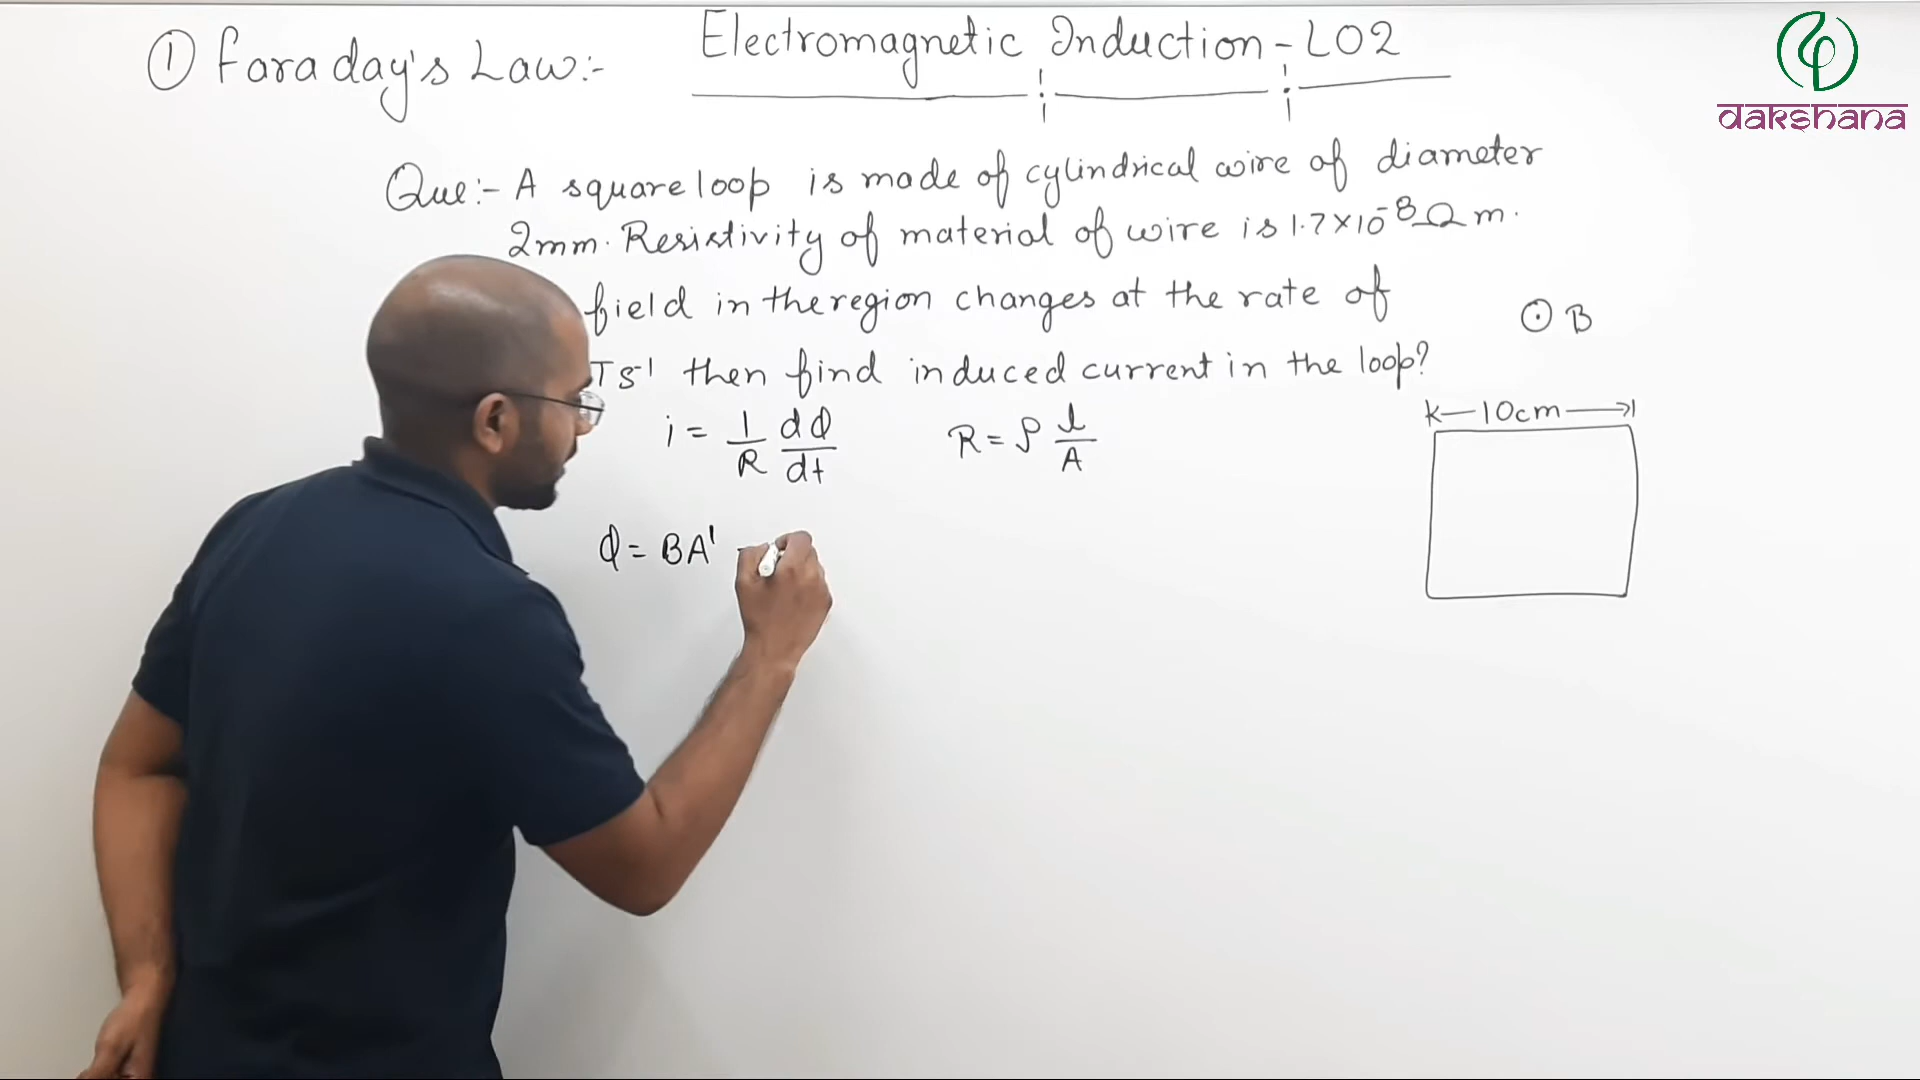 ① Faraday's Law:-
Electromagnetic Induction - L02
dakshana
Que:- A square loop is made of cylindrical wire of diameter
2mm. Resistivity of material of wire is 1.7×10⁻⁸ Ω m.
field in the region changes at the rate of
T s⁻¹ then find induced current in the loop?
⊙ B
i = 1/R dϕ/dt
R = ρ l/A
10cm
ϕ = BA'